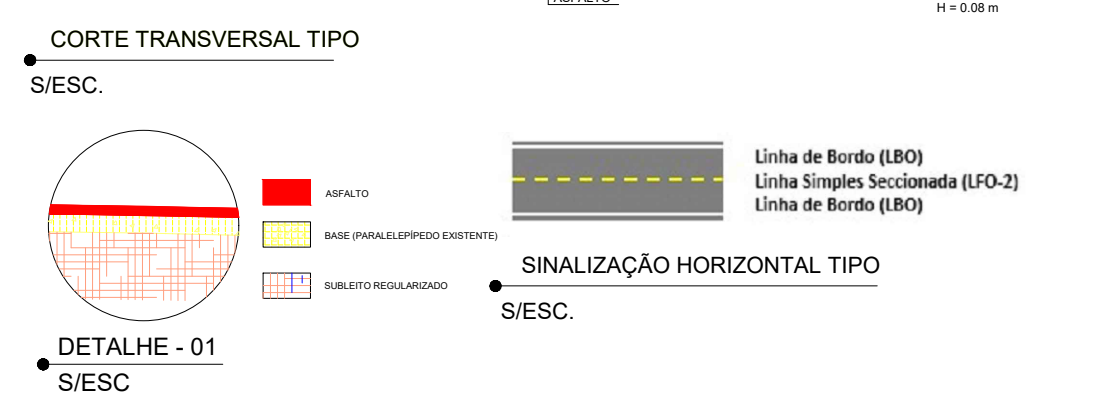 ASFALTO
H = 0.08 m
CORTE TRANSVERSAL TIPO
S/ESC.
ASFALTO
BASE (PARALELEPÍPEDO EXISTENTE)
SUBLEITO REGULARIZADO
DETALHE - 01
S/ESC
Linha de Bordo (LBO)
Linha Simples Seccionada (LFO-2)
Linha de Bordo (LBO)
SINALIZAÇÃO HORIZONTAL TIPO
S/ESC.